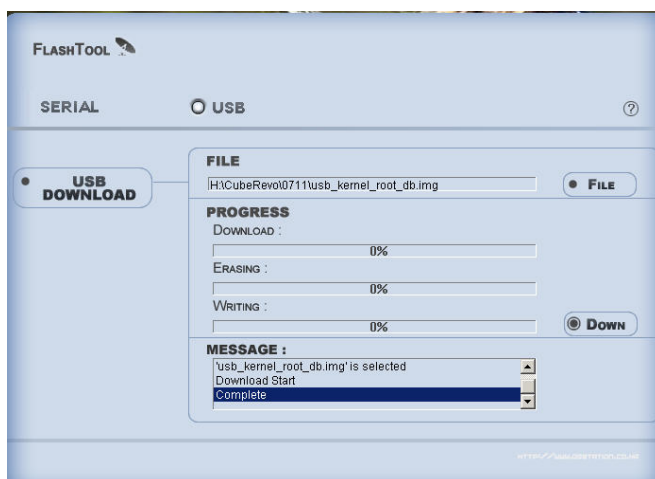 FLASHTOOL
SERIAL
USB
?
USB DOWNLOAD
FILE
H:\CubeRevo\0711\usb_kernel_root_db.img
FILE
PROGRESS
DOWNLOAD :
0%
ERASING :
0%
WRITING :
0%
DOWN
MESSAGE :
'usb_kernel_root_db.img' is selected
Download Start
Complete